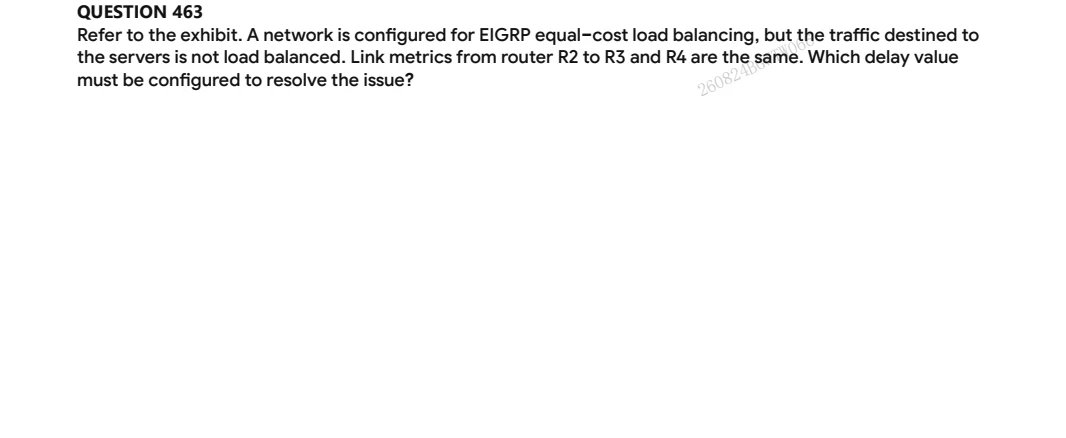 QUESTION 463
Refer to the exhibit. A network is configured for EIGRP equal-cost load balancing, but the traffic destined to
the servers is not load balanced. Link metrics from router R2 to R3 and R4 are the same. Which delay value
must be configured to resolve the issue?